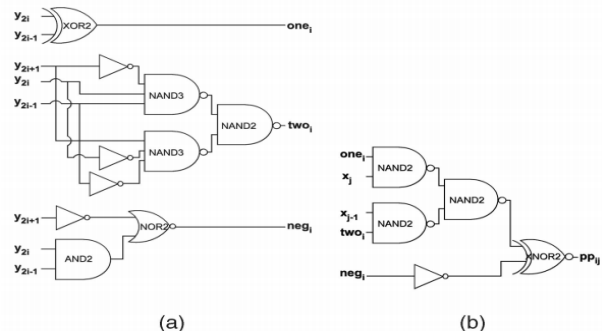 y2i
y2i-1
XOR2
onei
y2i+1
y2i
y2i-1
NAND3
NAND3
NAND2
twoi
y2i+1
y2i
y2i-1
AND2
NOR2
negi
(a)
onei
xj
NAND2
xj-1
twoi
NAND2
NAND2
negi
XNOR2
ppij
(b)